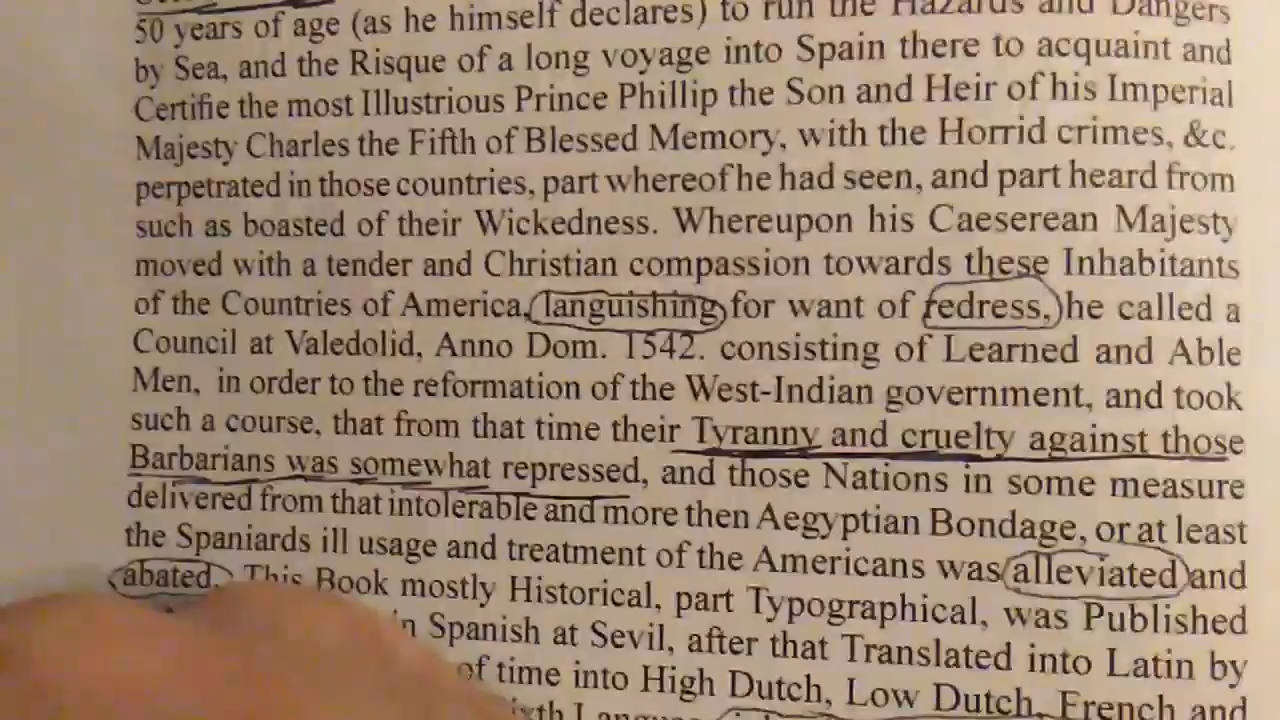 50 years of age (as he himself declares) to run the Hazards and Dangers
by Sea, and the Risque of a long voyage into Spain there to acquaint and
Certifie the most Illustrious Prince Phillip the Son and Heir of his Imperial
Majesty Charles the Fifth of Blessed Memory, with the Horrid crimes, &c.
perpetrated in those countries, part whereof he had seen, and part heard from
such as boasted of their Wickedness. Whereupon his Caeserean Majesty
moved with a tender and Christian compassion towards these Inhabitants
of the Countries of America, languishing for want of redress, he called a
Council at Valedolid, Anno Dom. 1542. consisting of Learned and Able
Men, in order to the reformation of the West-Indian government, and took
such a course, that from that time their Tyranny and cruelty against those
Barbarians was somewhat repressed, and those Nations in some measure
delivered from that intolerable and more then Aegyptian Bondage, or at least
the Spaniards ill usage and treatment of the Americans was alleviated and
abated. This Book mostly Historical, part Typographical, was Published
in Spanish at Sevil, after that Translated into Latin by
of time into High Dutch, Low Dutch, French and